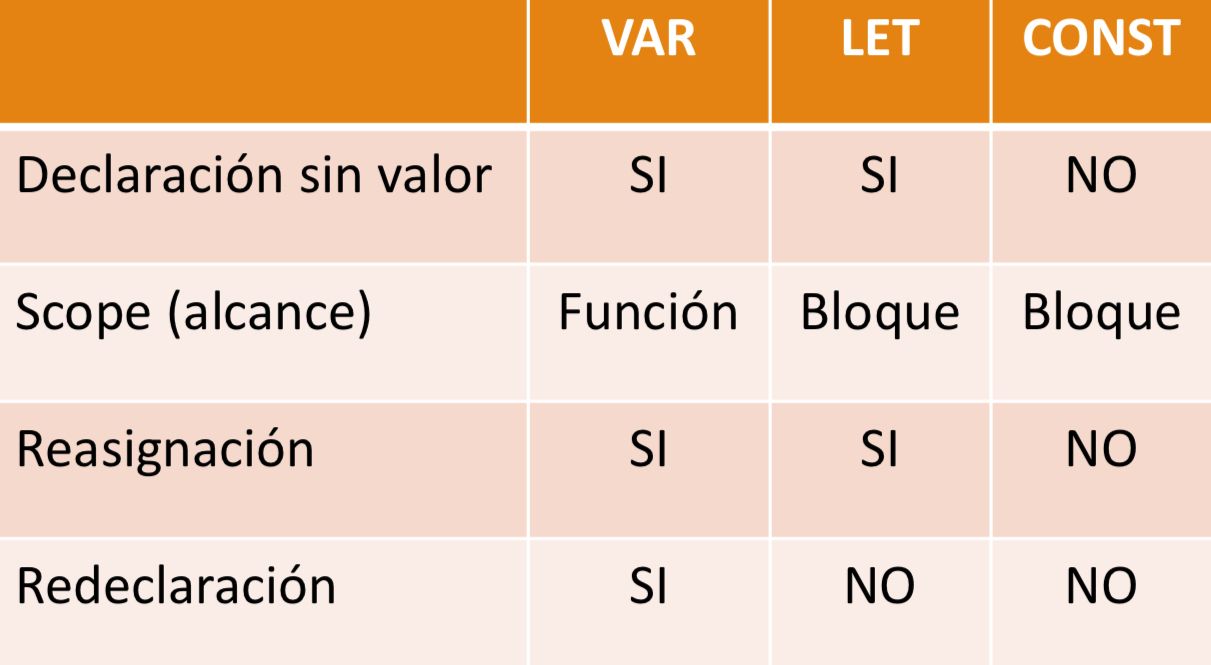 VAR LET CONST
Declaración sin valor SI SI NO
Scope (alcance) Función Bloque Bloque
Reasignación SI SI NO
Redeclaración SI NO NO